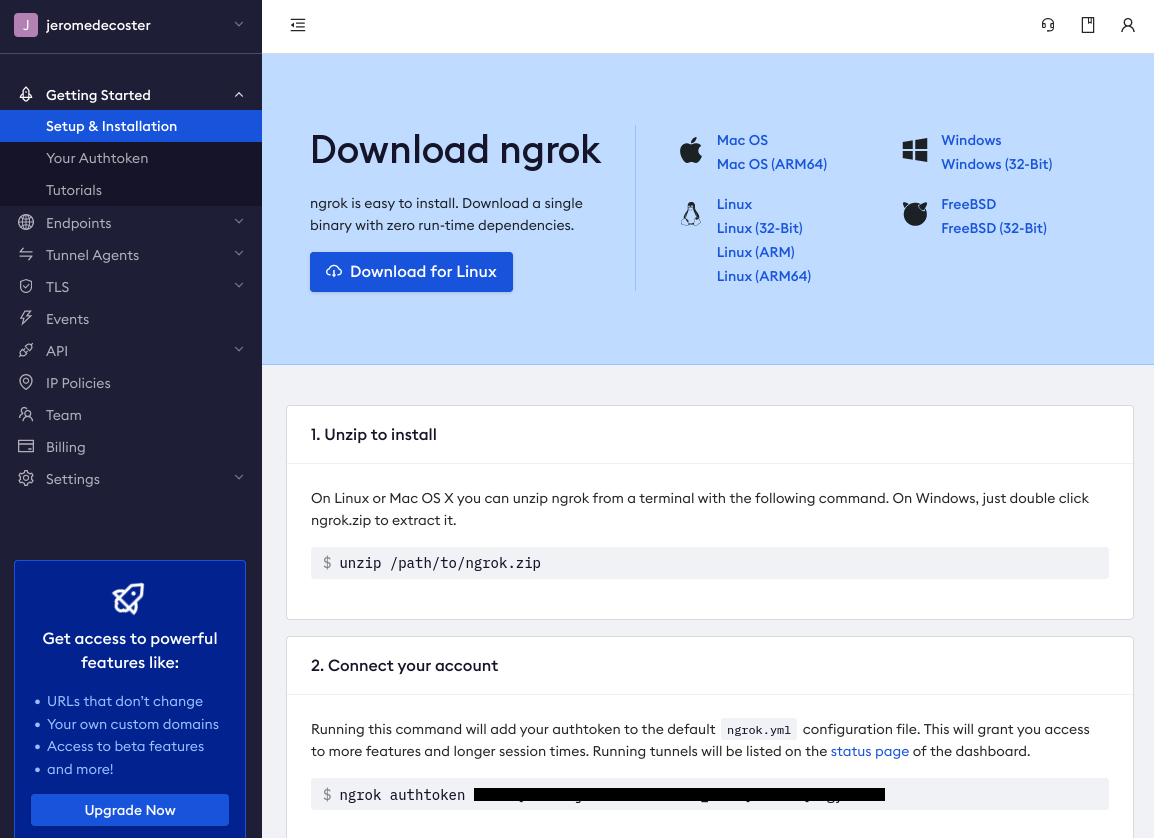 J jeromedecoster
Getting Started
Setup & Installation
Your Authtoken
Tutorials
Endpoints
Tunnel Agents
TLS
Events
API
IP Policies
Team
Billing
Settings
Get access to powerful
features like:
• URLs that don't change
• Your own custom domains
• Access to beta features
• and more!
Upgrade Now
Download ngrok
ngrok is easy to install. Download a single
binary with zero run-time dependencies.
Download for Linux
Mac OS
Mac OS (ARM64)
Linux
Linux (32-Bit)
Linux (ARM)
Linux (ARM64)
Windows
Windows (32-Bit)
FreeBSD
FreeBSD (32-Bit)
1. Unzip to install
On Linux or Mac OS X you can unzip ngrok from a terminal with the following command. On Windows, just double click
ngrok.zip to extract it.
$ unzip /path/to/ngrok.zip
2. Connect your account
Running this command will add your authtoken to the default ngrok.yml configuration file. This will grant you access
to more features and longer session times. Running tunnels will be listed on the status page of the dashboard.
$ ngrok authtoken